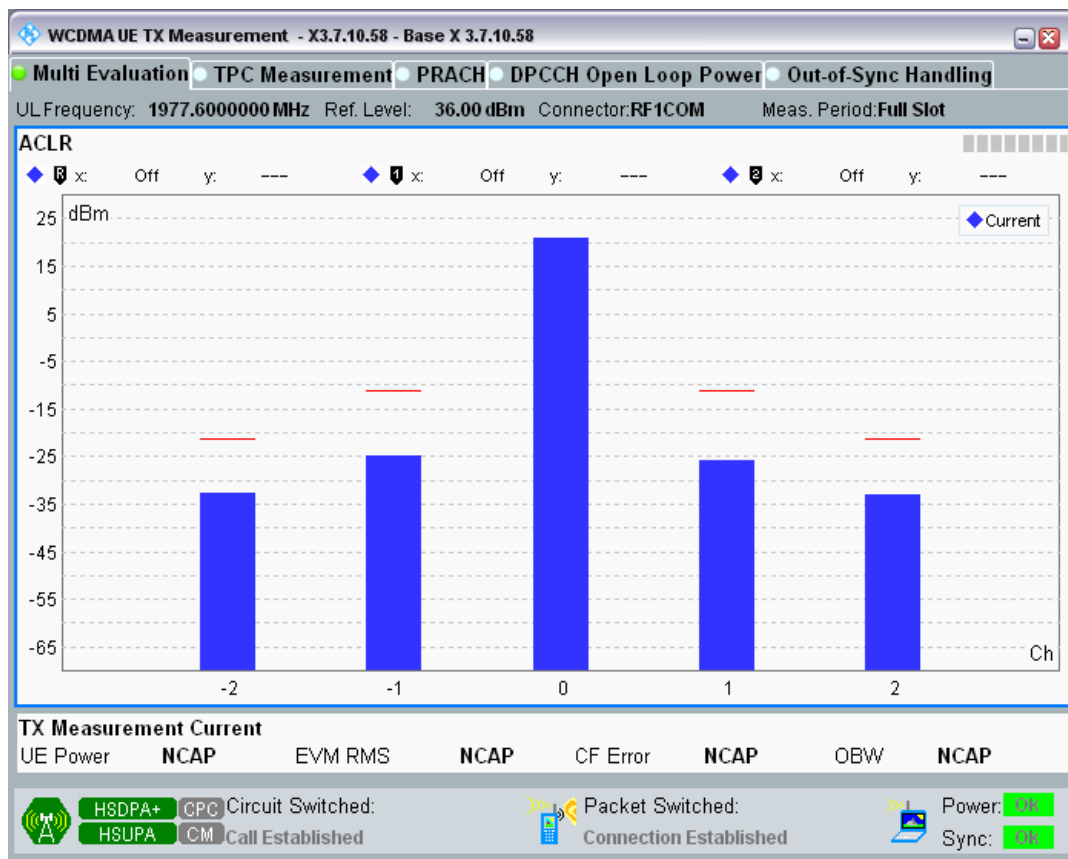 WCDMA UE TX Measurement - X3.7.10.58 - Base X 3.7.10.58
Multi Evaluation TPC Measurement PRACH DPCCH Open Loop Power Out-of-Sync Handling
UL Frequency: 1977.6000000 MHz Ref. Level: 36.00 dBm Connector:RF1COM Meas. Period:Full Slot
ACLR
R x: Off y: --- 1 x: Off y: --- 2 x: Off y: ---
dBm
Current
25
15
5
-5
-15
-25
-35
-45
-55
-65
Ch
-2 -1 0 1 2
TX Measurement Current
UE Power NCAP EVM RMS NCAP CF Error NCAP OBW NCAP
HSDPA+ CPC Circuit Switched: Packet Switched: Power: OK
HSUPA CM Call Established Connection Established Sync: OK